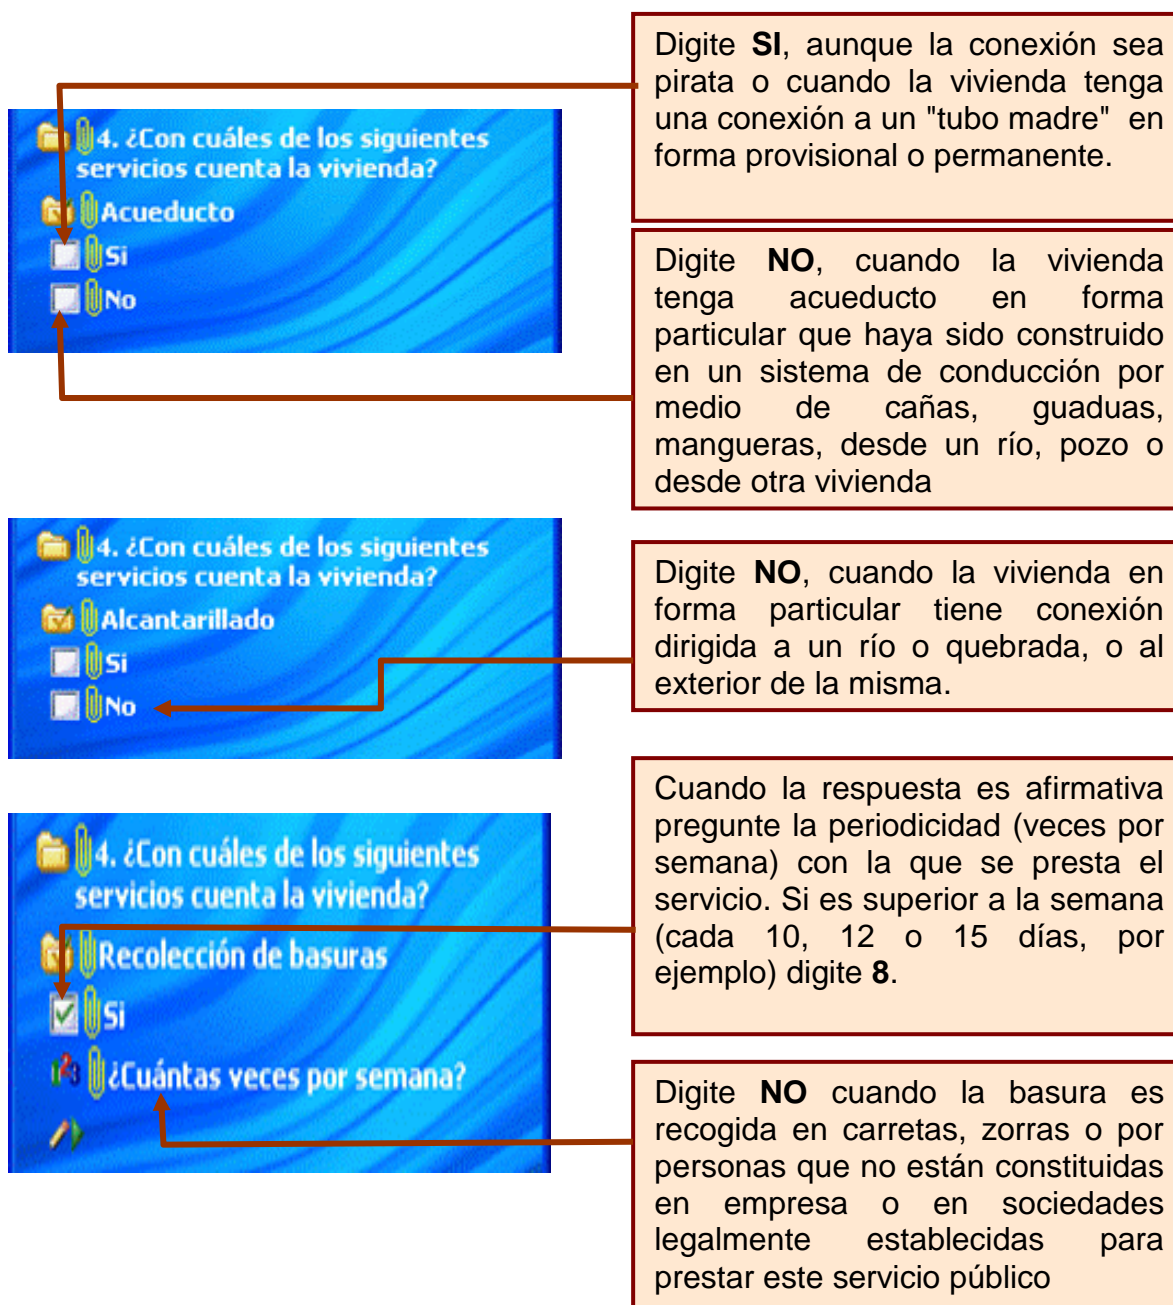 Digite SI, aunque la conexión sea
pirata o cuando la vivienda tenga
una conexión a un "tubo madre" en
forma provisional o permanente.
4. ¿Con cuáles de los siguientes
servicios cuenta la vivienda?
Acueducto
Si
No
Digite NO, cuando la vivienda
tenga acueducto en forma
particular que haya sido construido
en un sistema de conducción por
medio de cañas, guaduas,
mangueras, desde un río, pozo o
desde otra vivienda
4. ¿Con cuáles de los siguientes
servicios cuenta la vivienda?
Alcantarillado
Si
No
Digite NO, cuando la vivienda en
forma particular tiene conexión
dirigida a un río o quebrada, o al
exterior de la misma.
Cuando la respuesta es afirmativa
pregunte la periodicidad (veces por
semana) con la que se presta el
servicio. Si es superior a la semana
(cada 10, 12 o 15 días, por
ejemplo) digite 8.
4. ¿Con cuáles de los siguientes
servicios cuenta la vivienda?
Recolección de basuras
Si
¿Cuántas veces por semana?
Digite NO cuando la basura es
recogida en carretas, zorras o por
personas que no están constituidas
en empresa o en sociedades
legalmente establecidas para
prestar este servicio público